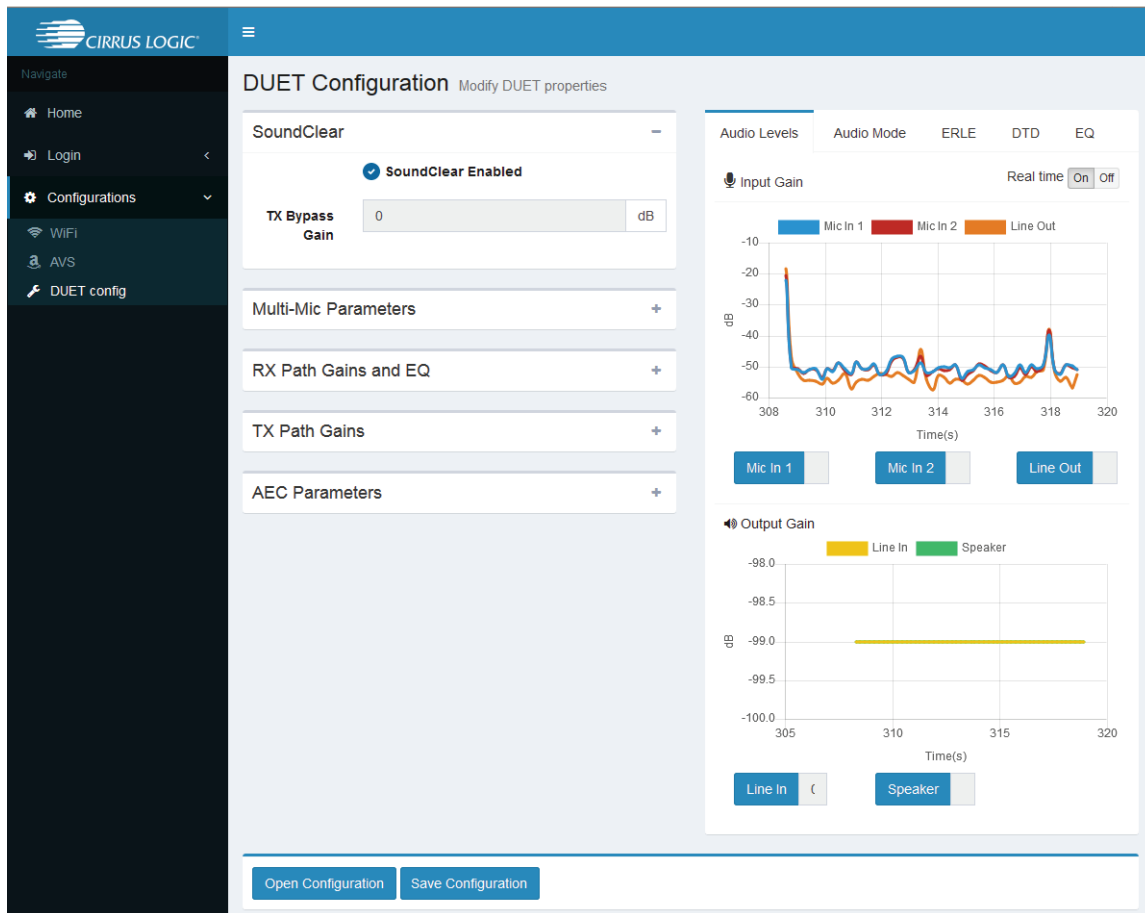 CIRRUS LOGIC®
Navigate
Home
Login
Configurations
WiFi
AVS
DUET config
DUET Configuration Modify DUET properties
SoundClear
SoundClear Enabled
TX Bypass Gain
0
dB
Multi-Mic Parameters
RX Path Gains and EQ
TX Path Gains
AEC Parameters
Audio Levels
Audio Mode
ERLE
DTD
EQ
Input Gain
Real time On Off
Mic In 1
Mic In 2
Line Out
-10
-20
-30
-40
-50
-60
dB
308
310
312
314
316
318
320
Time(s)
Mic In 1
Mic In 2
Line Out
Output Gain
Line In
Speaker
-98.0
-98.5
-99.0
-99.5
-100.0
dB
305
310
315
320
Time(s)
Line In
Speaker
Open Configuration
Save Configuration